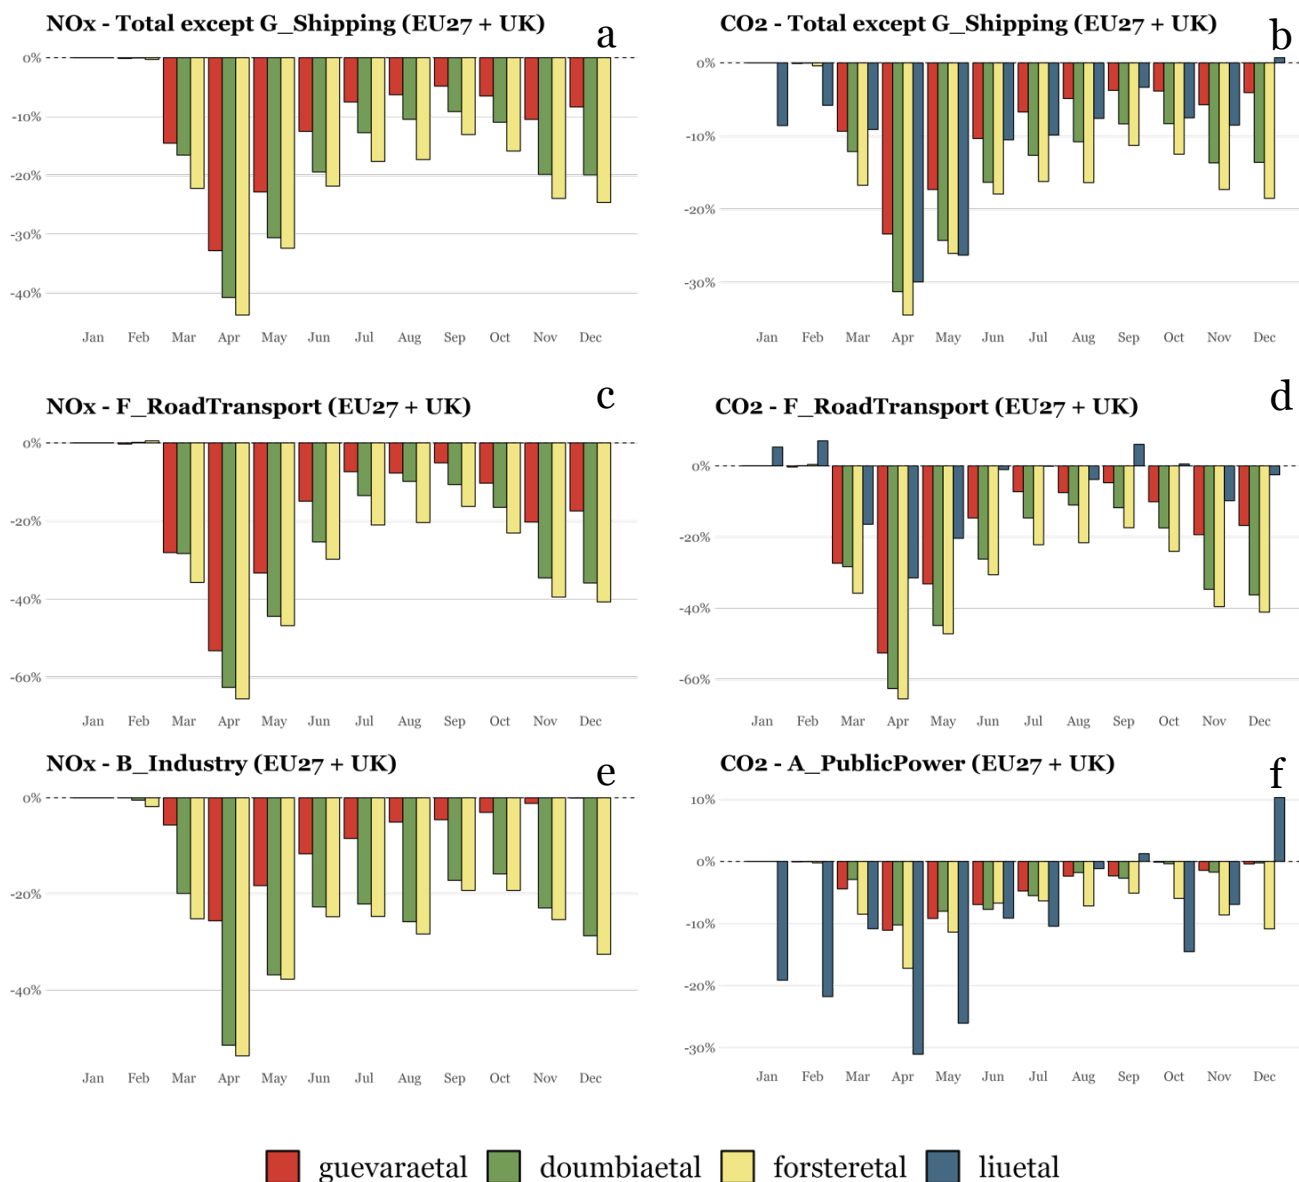 NOx - Total except G_Shipping (EU27 + UK)
a
0%
-10%
-20%
-30%
-40%
Jan Feb Mar Apr May Jun Jul Aug Sep Oct Nov Dec
CO2 - Total except G_Shipping (EU27 + UK)
b
0%
-10%
-20%
-30%
Jan Feb Mar Apr May Jun Jul Aug Sep Oct Nov Dec
NOx - F_RoadTransport (EU27 + UK)
c
0%
-20%
-40%
-60%
Jan Feb Mar Apr May Jun Jul Aug Sep Oct Nov Dec
CO2 - F_RoadTransport (EU27 + UK)
d
0%
-20%
-40%
-60%
Jan Feb Mar Apr May Jun Jul Aug Sep Oct Nov Dec
NOx - B_Industry (EU27 + UK)
e
0%
-20%
-40%
Jan Feb Mar Apr May Jun Jul Aug Sep Oct Nov Dec
CO2 - A_PublicPower (EU27 + UK)
f
10%
0%
-10%
-20%
-30%
Jan Feb Mar Apr May Jun Jul Aug Sep Oct Nov Dec
guevaraetal doumbiaetal forsteretal liuetal